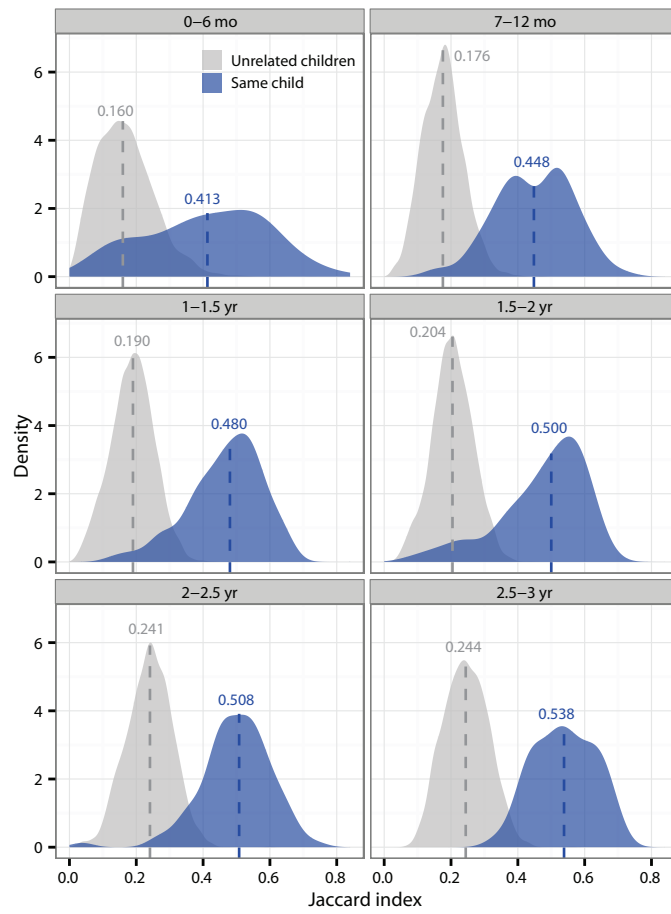 0−6 mo
7−12 mo
Unrelated children
Same child
0.160
0.413
0.176
0.448
6
4
2
0
1−1.5 yr
1.5−2 yr
0.190
0.480
0.204
0.500
6
4
2
0
Density
2−2.5 yr
2.5−3 yr
0.241
0.508
0.244
0.538
6
4
2
0
0.0 0.2 0.4 0.6 0.8
0.0 0.2 0.4 0.6 0.8
Jaccard index